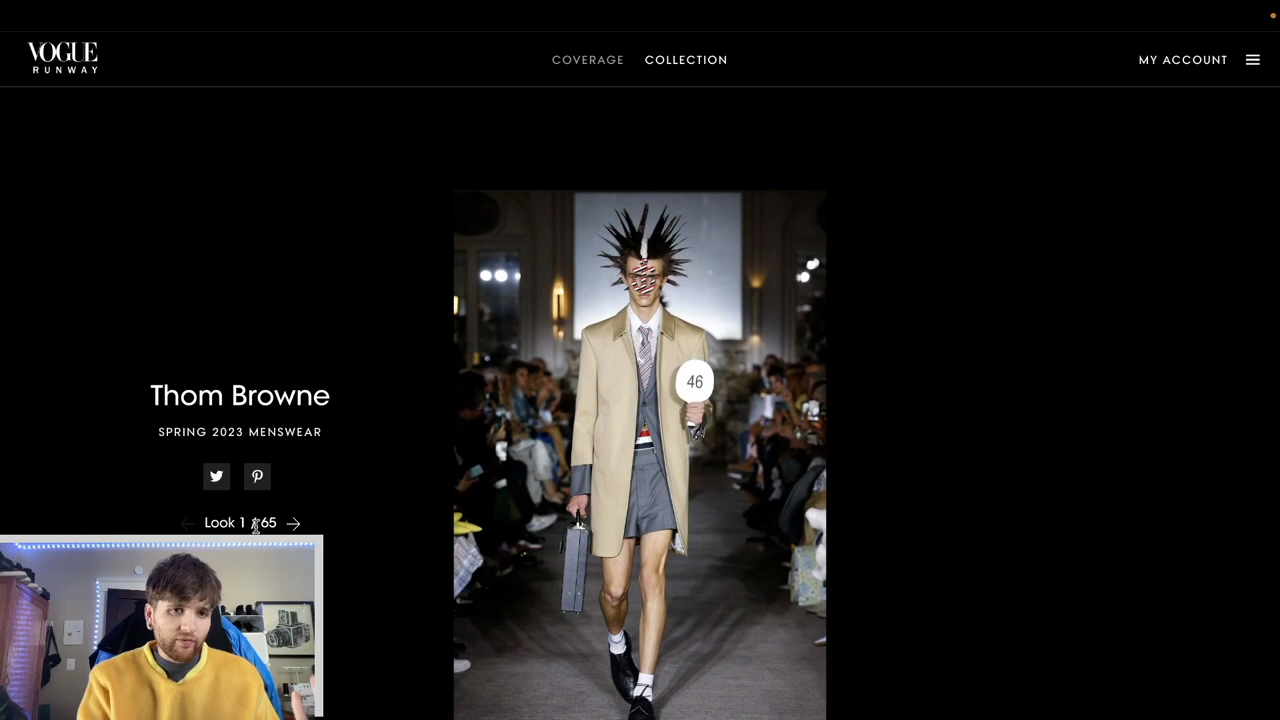 VOGUE
RUNWAY
COVERAGE
COLLECTION
MY ACCOUNT
46
Thom Browne
SPRING 2023 MENSWEAR
Look 1 / 65